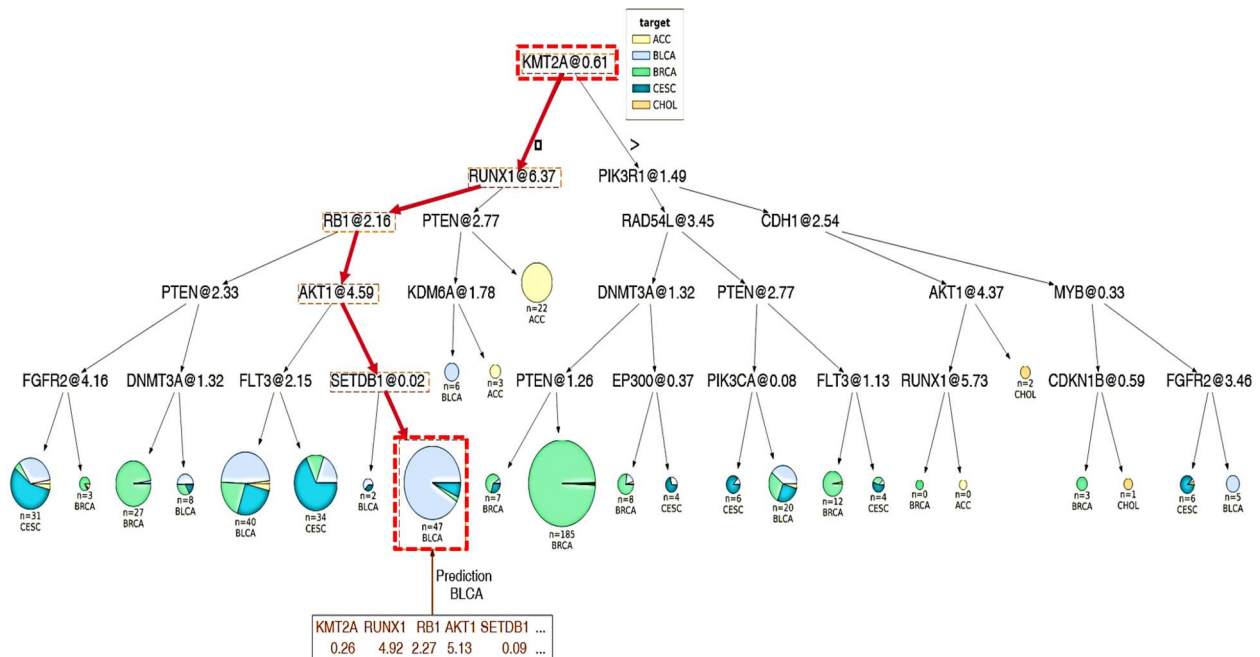 target
ACC
BLCA
BRCA
CESC
CHOL
KMT2A@0.61
>
RUNX1@6.37 PIK3R1@1.49
RB1@2.16 PTEN@2.77 RAD54L@3.45 CDH1@2.54
PTEN@2.33 AKT1@4.59 KDM6A@1.78 DNMT3A@1.32 PTEN@2.77 AKT1@4.37 MYB@0.33
n=22
ACC
FGFR2@4.16 DNMT3A@1.32 FLT3@2.15 SETDB1@0.02 PTEN@1.26 EP300@0.37 PIK3CA@0.08 FLT3@1.13 RUNX1@5.73 CDKN1B@0.59 FGFR2@3.46
n=6
BLCA
n=3
ACC
n=2
CHOL
n=31
CESC
n=3
BRCA
n=27
BRCA
n=8
BLCA
n=40
BLCA
n=34
CESC
n=2
BLCA
n=47
BLCA
n=7
BRCA
n=185
BRCA
n=8
BRCA
n=4
CESC
n=6
CESC
n=20
BLCA
n=12
BRCA
n=4
CESC
n=0
BRCA
n=0
ACC
n=3
BRCA
n=1
CHOL
n=6
CESC
n=5
BLCA
Prediction
BLCA
KMT2A RUNX1 RB1 AKT1 SETDB1 ...
0.26 4.92 2.27 5.13 0.09 ...